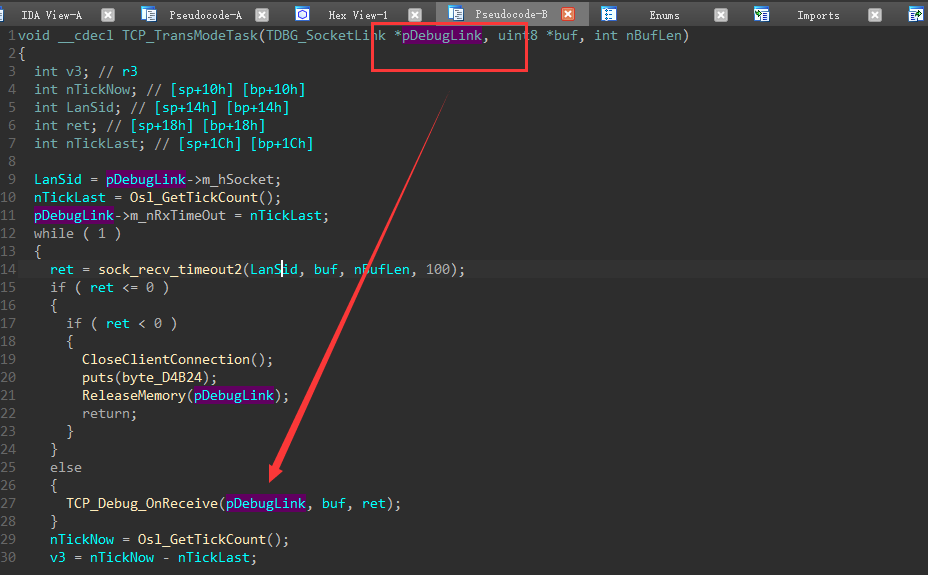 IDA View-A Pseudocode-A Hex View-1 Pseudocode-B Enums Imports
1 void __cdecl TCP_TransModeTask(TDBG_SocketLink *pDebugLink, uint8 *buf, int nBufLen)
2 {
3 int v3; // r3
4 int nTickNow; // [sp+10h] [bp+10h]
5 int LanSid; // [sp+14h] [bp+14h]
6 int ret; // [sp+18h] [bp+18h]
7 int nTickLast; // [sp+1Ch] [bp+1Ch]
8
9 LanSid = pDebugLink->m_hSocket;
10 nTickLast = Osl_GetTickCount();
11 pDebugLink->m_nRxTimeOut = nTickLast;
12 while ( 1 )
13 {
14 ret = sock_recv_timeout2(LanSid, buf, nBufLen, 100);
15 if ( ret <= 0 )
16 {
17 if ( ret < 0 )
18 {
19 CloseClientConnection();
20 puts(byte_D4B24);
21 ReleaseMemory(pDebugLink);
22 return;
23 }
24 }
25 else
26 {
27 TCP_Debug_OnReceive(pDebugLink, buf, ret);
28 }
29 nTickNow = Osl_GetTickCount();
30 v3 = nTickNow - nTickLast;